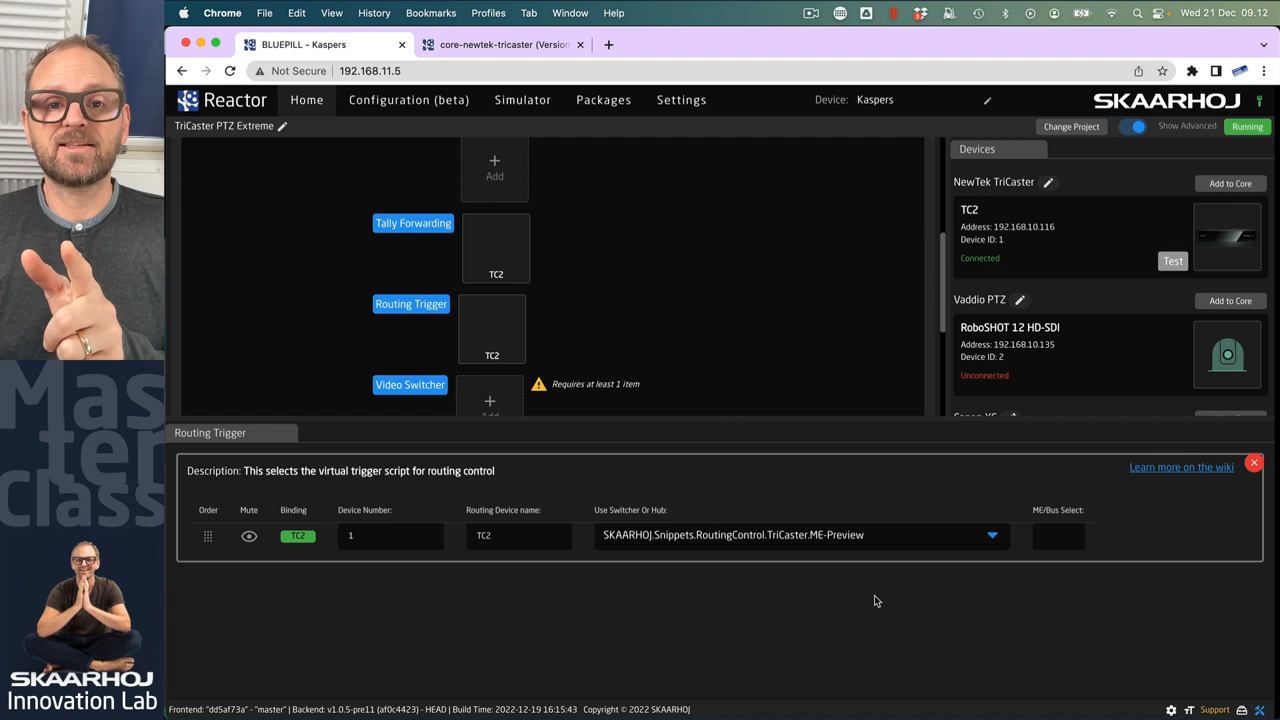 Chrome File Edit View History Bookmarks Profiles Tab Window Help
Wed 21 Dec 09.12
BLUEPILL - Kaspers
core-newtek-tricaster (Version
Not Secure 192.168.11.5
Reactor
Home
Configuration (beta)
Simulator
Packages
Settings
Device: Kaspers
SKAARHOJ
TriCaster PTZ Extreme
Change Project
Show Advanced
Running
Add
Tally Forwarding
TC2
Routing Trigger
TC2
Video Switcher
Add
Requires at least 1 item
Devices
NewTek TriCaster
Add to Core
TC2
Address: 192.168.10.116
Device ID: 1
Connected
Test
Vaddio PTZ
Add to Core
RoboSHOT 12 HD-SDI
Address: 192.168.10.135
Device ID: 2
Unconnected
Routing Trigger
Description: This selects the virtual trigger script for routing control
Learn more on the wiki
Order Mute Binding Device Number: Routing Device name: Use Switcher Or Hub: ME/Bus Select:
TC2 1 TC2 SKAARHOJ.Snippets.RoutingControl.TriCaster.ME-Preview
Mas
ter
Class
SKAARHOJ
Innovation Lab
Frontend: "dd5af73a" - "master" | Backend: v1.0.5-pre11 (af0c4423) - HEAD | Build Time: 2022-12-19 16:15:43 Copyright © 2022 SKAARHOJ
Support